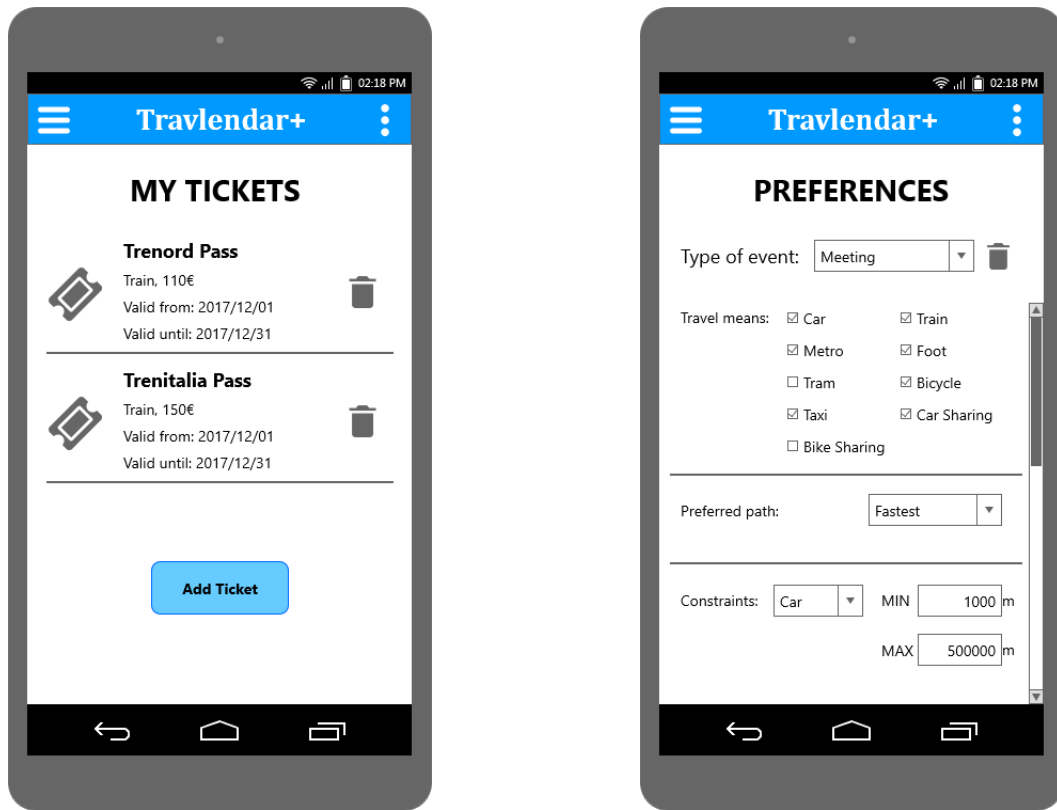 02:18 PM
Travlendar+
MY TICKETS
Trenord Pass
Train, 110€
Valid from: 2017/12/01
Valid until: 2017/12/31
Trenitalia Pass
Train, 150€
Valid from: 2017/12/01
Valid until: 2017/12/31
Add Ticket
02:18 PM
Travlendar+
PREFERENCES
Type of event: Meeting
Travel means: Car Train
Metro Foot
Tram Bicycle
Taxi Car Sharing
Bike Sharing
Preferred path: Fastest
Constraints: Car MIN 1000 m
MAX 500000 m